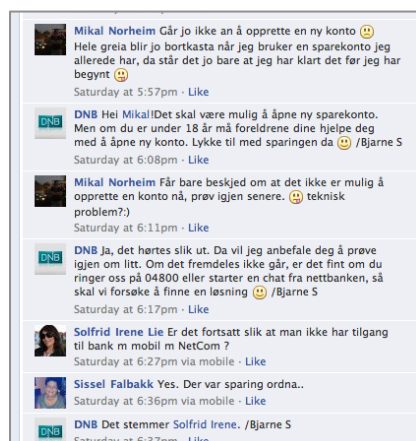 Mikal Norheim Går jo ikke an å opprette en ny konto
Hele greia blir jo bortkasta når jeg bruker en sparekonto jeg
allerede har, da står det jo bare at jeg har klart det før jeg har
begynt
Saturday at 5:57pm · Like
DNB
DNB Hei Mikal!Det skal være mulig å åpne ny sparekonto.
Men om du er under 18 år må foreldrene dine hjelpe deg
med å åpne ny konto. Lykke til med sparingen da /Bjarne S
Saturday at 6:08pm · Like
Mikal Norheim Får bare beskjed om at det ikke er mulig å
opprette en konto nå, prøv igjen senere. teknisk
problem?:)
Saturday at 6:11pm · Like
DNB
DNB Ja, det hørtes slik ut. Da vil jeg anbefale deg å prøve
igjen om litt. Om det fremdeles ikke går, er det fint om du
ringer oss på 04800 eller starter en chat fra nettbanken, så
skal vi forsøke å finne en løsning /Bjarne S
Saturday at 6:17pm · Like
Solfrid Irene Lie Er det fortsatt slik at man ikke har tilgang
til bank m mobil m NetCom ?
Saturday at 6:27pm via mobile · Like
Sissel Falbakk Yes. Der var sparing ordna..
Saturday at 6:36pm via mobile · Like
DNB
DNB Det stemmer Solfrid Irene. /Bjarne S
Saturday at 6:37pm · Like